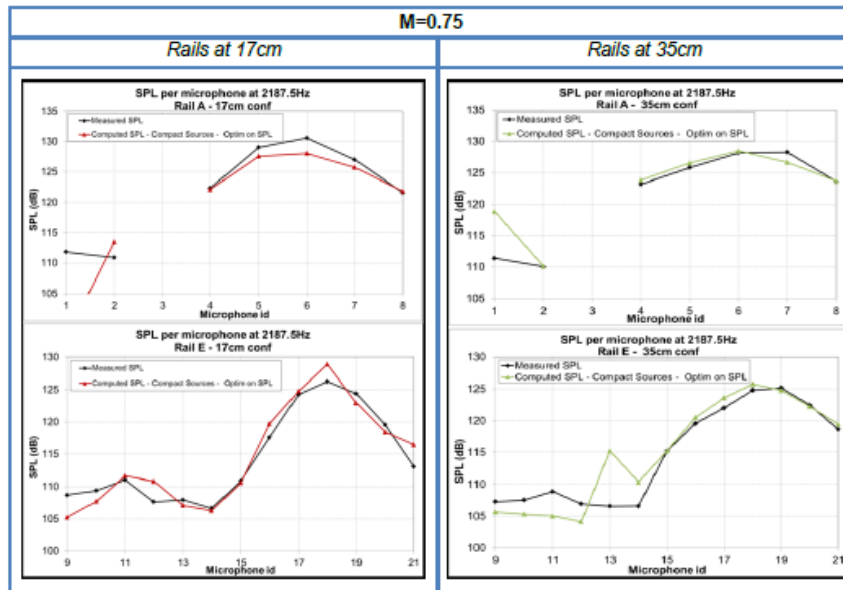 M=0.75
Rails at 17cm
Rails at 35cm
SPL per microphone at 2187.5Hz
Rail A - 17cm conf
Measured SPL
Computed SPL - Compact Sources - Optim on SPL
SPL (dB)
135
130
125
120
115
110
105
1 2 3 4 5 6 7 8
Microphone id
SPL per microphone at 2187.5Hz
Rail A - 35cm conf
Measured SPL
Computed SPL - Compact Sources - Optim on SPL
SPL (dB)
135
130
125
120
115
110
105
1 2 3 4 5 6 7 8
Microphone id
SPL per microphone at 2187.5Hz
Rail E - 17cm conf
Measured SPL
Computed SPL - Compact Sources - Optim on SPL
SPL (dB)
130
125
120
115
110
105
100
9 11 13 15 17 19 21
Microphone id
SPL per microphone at 2187.5Hz
Rail E - 35cm conf
Measured SPL
Computed SPL - Compact Sources - Optim on SPL
SPL (dB)
130
125
120
115
110
105
100
9 11 13 15 17 19 21
Microphone id